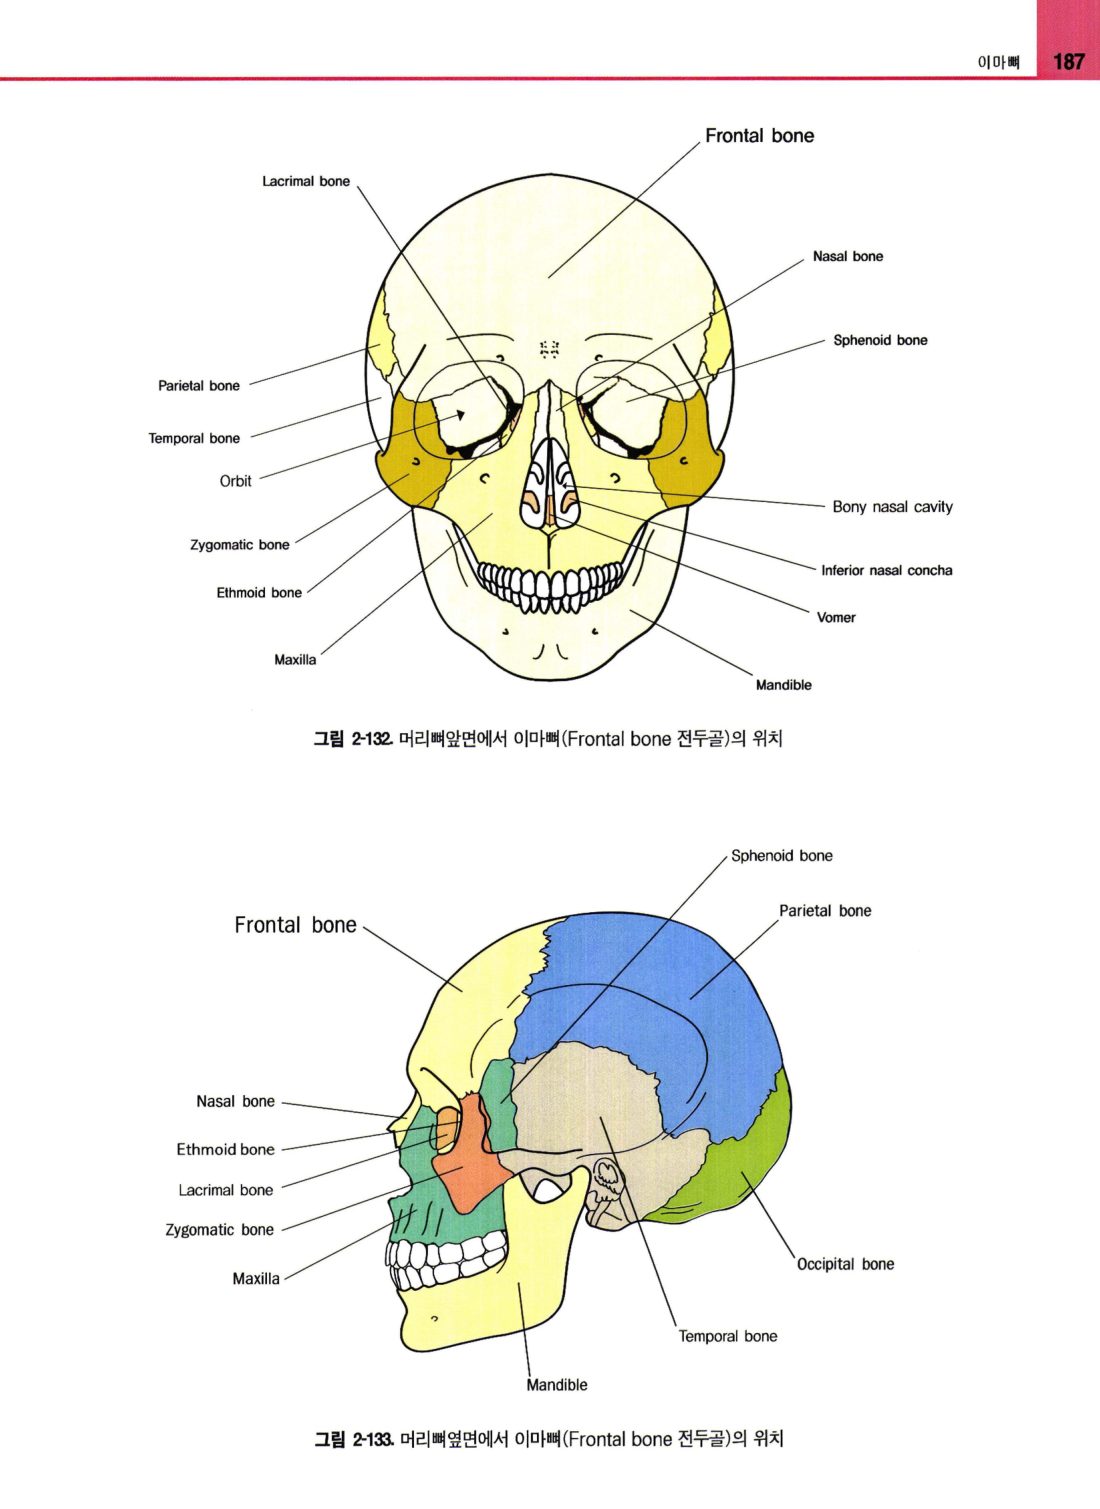 이마뼈 187
Frontal bone
Lacrimal bone
Nasal bone
Sphenoid bone
Parietal bone
Temporal bone
Orbit
Bony nasal cavity
Zygomatic bone
Inferior nasal concha
Ethmoid bone
Vomer
Maxilla
Mandible
그림 2-132. 머리뼈앞면에서 이마뼈(Frontal bone 전두골)의 위치
Sphenoid bone
Parietal bone
Frontal bone
Nasal bone
Ethmoid bone
Lacrimal bone
Zygomatic bone
Maxilla
Occipital bone
Temporal bone
Mandible
그림 2-133. 머리뼈옆면에서 이마뼈(Frontal bone 전두골)의 위치